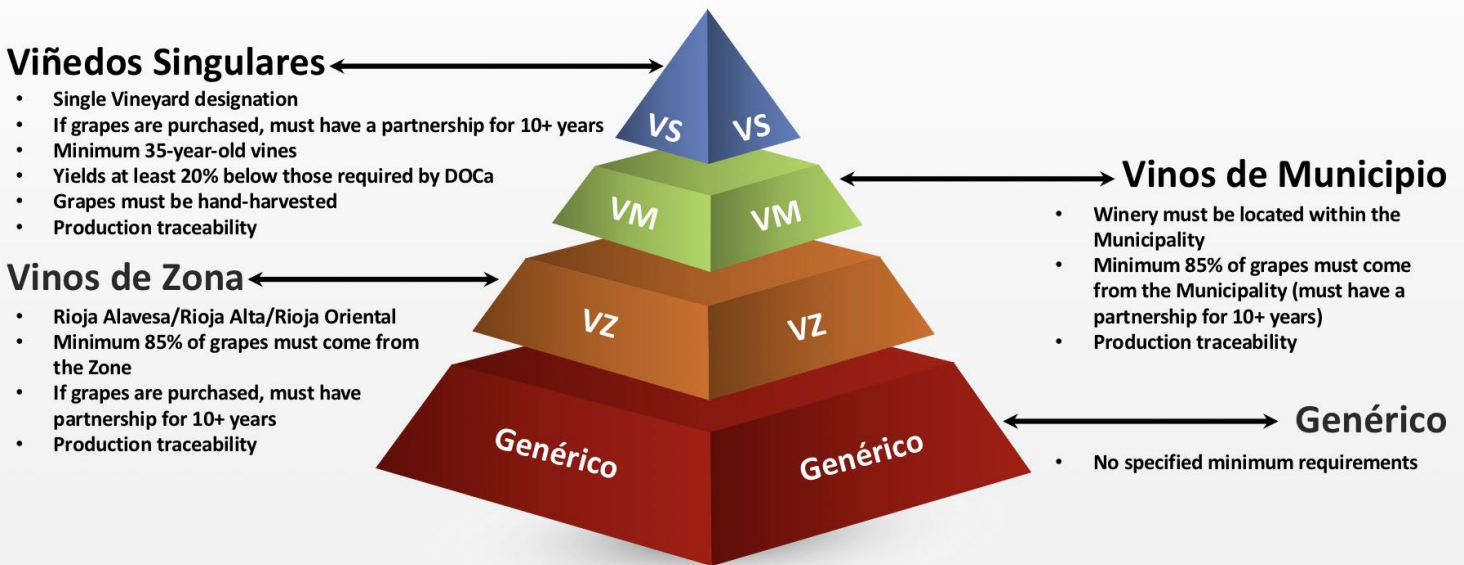 Viñedos Singulares
• Single Vineyard designation
• If grapes are purchased, must have a partnership for 10+ years
• Minimum 35-year-old vines
• Yields at least 20% below those required by DOCa
• Grapes must be hand-harvested
• Production traceability
Vinos de Zona
• Rioja Alavesa/Rioja Alta/Rioja Oriental
• Minimum 85% of grapes must come from
the Zone
• If grapes are purchased, must have
partnership for 10+ years
• Production traceability
VS VS
VM VM
VZ VZ
Genérico Genérico
Vinos de Municipio
• Winery must be located within the
Municipality
• Minimum 85% of grapes must come
from the Municipality (must have a
partnership for 10+ years)
• Production traceability
Genérico
• No specified minimum requirements